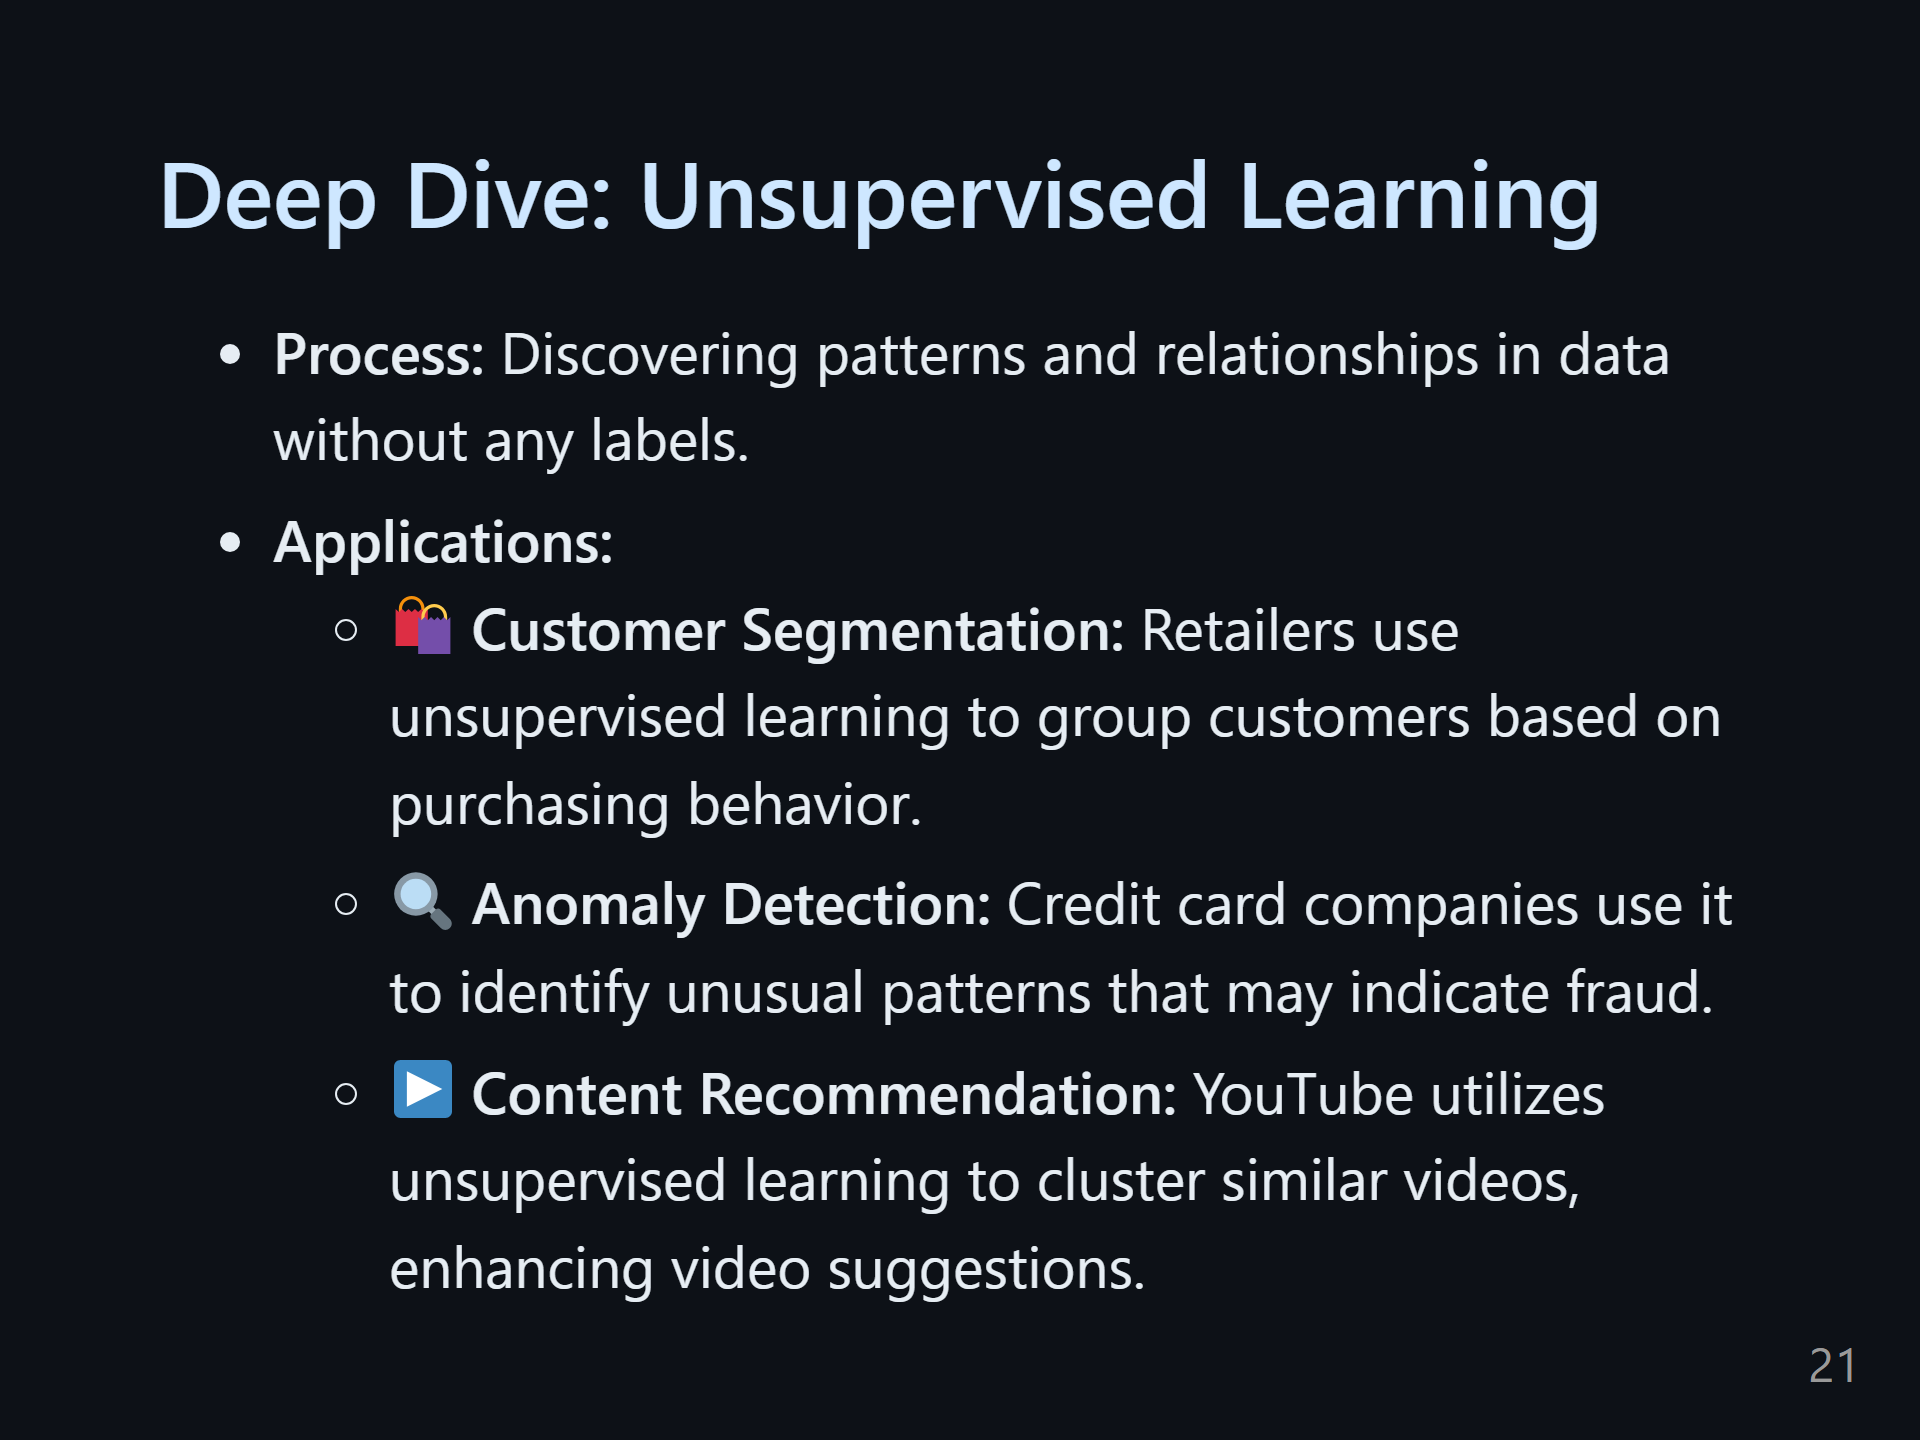 Deep Dive: Unsupervised Learning
• Process: Discovering patterns and relationships in data
without any labels.
• Applications:
○ 🛍️ Customer Segmentation: Retailers use
unsupervised learning to group customers based on
purchasing behavior.
○ 🔍 Anomaly Detection: Credit card companies use it
to identify unusual patterns that may indicate fraud.
○ ▶️ Content Recommendation: YouTube utilizes
unsupervised learning to cluster similar videos,
enhancing video suggestions.
21